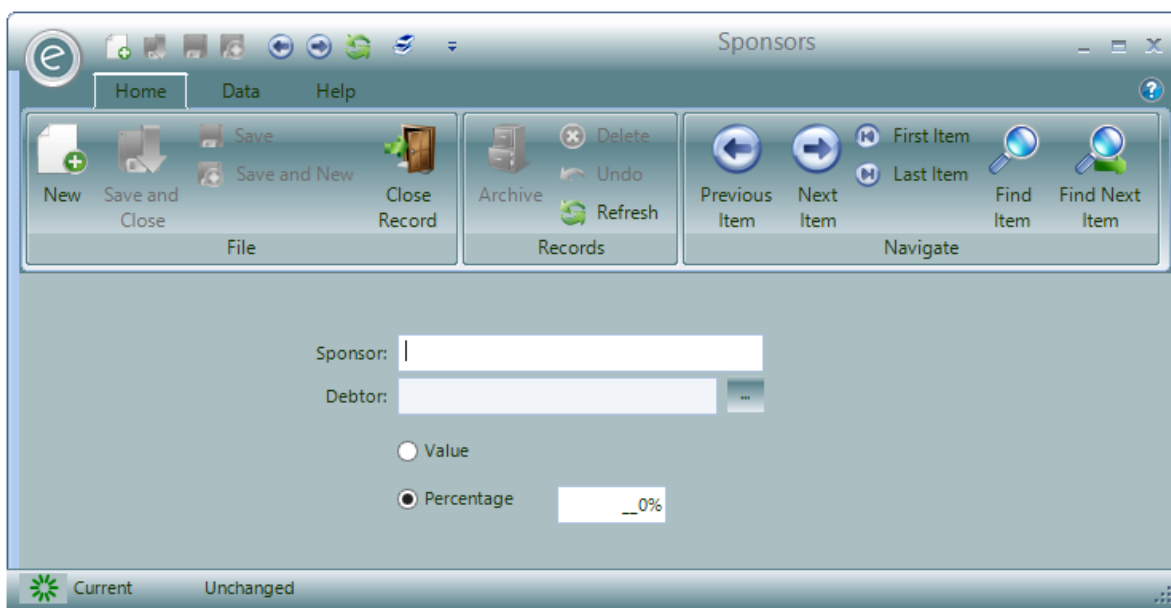 e
Sponsors
Home Data Help
New
Save and
Close
Save
Save and New
Close
Record
File
Archive
Delete
Undo
Refresh
Records
Previous
Item
Next
Item
First Item
Last Item
Find
Item
Find Next
Item
Navigate
Sponsor:
Debtor: ...
Value
Percentage __0%
Current Unchanged